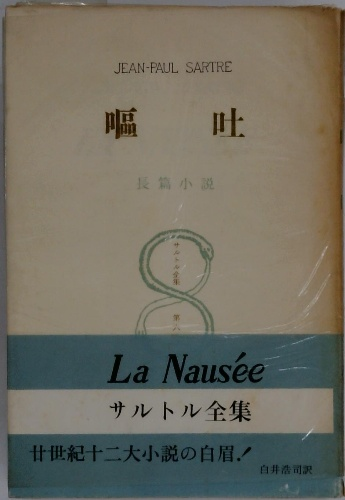 JEAN-PAUL SARTRE
嘔吐
長篇小説
サルトル全集
第八
La Nausée
サルトル全集
廿世紀十二大小説の白眉!
白井浩司訳